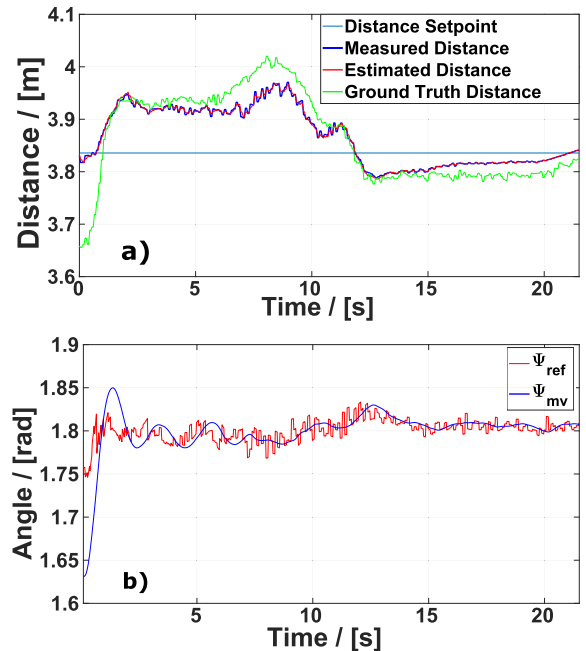 4.1
4
3.9
3.8
3.7
3.6
Distance / [m]
Distance Setpoint
Measured Distance
Estimated Distance
Ground Truth Distance
a)
0
5
10
15
20
Time / [s]
1.9
1.85
1.8
1.75
1.7
1.65
1.6
Angle / [rad]
Ψref
Ψmv
b)
5
10
15
20
Time / [s]